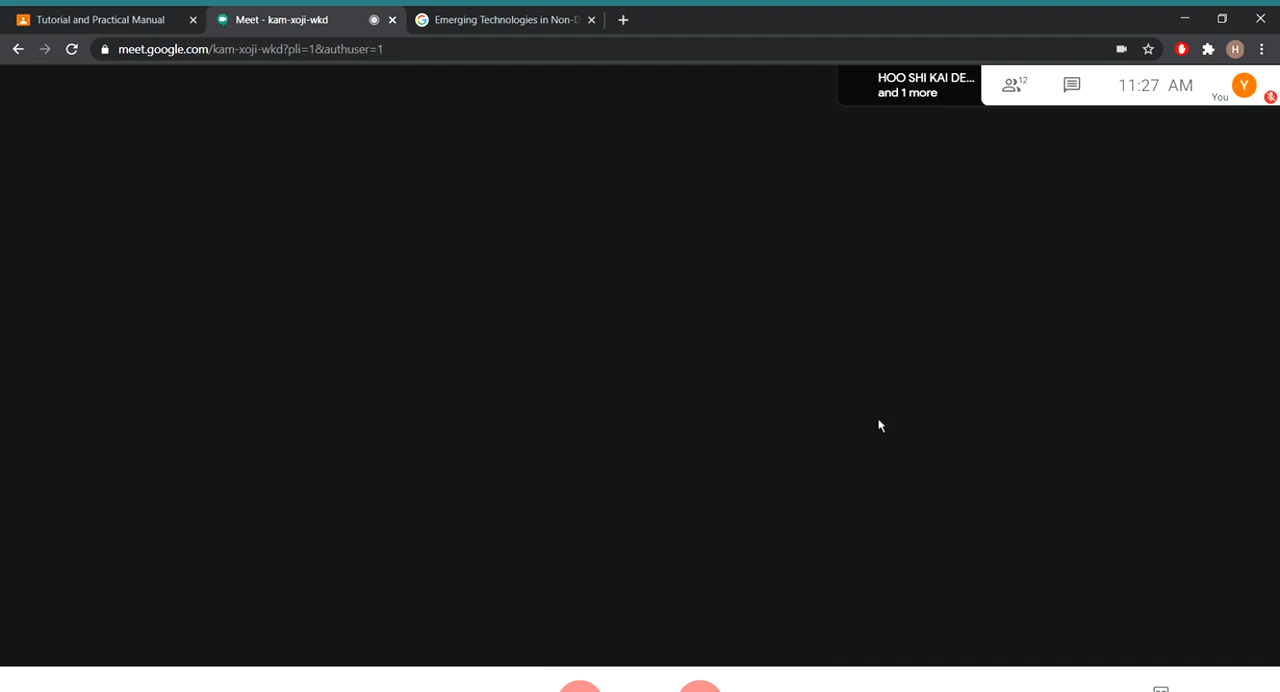 Tutorial and Practical Manual
Meet - kam-xoji-wkd
Emerging Technologies in Non-D
meet.google.com/kam-xoji-wkd?pli=1&authuser=1
H
HOO SHI KAI DE...
and 1 more
12
11:27 AM
You
Y